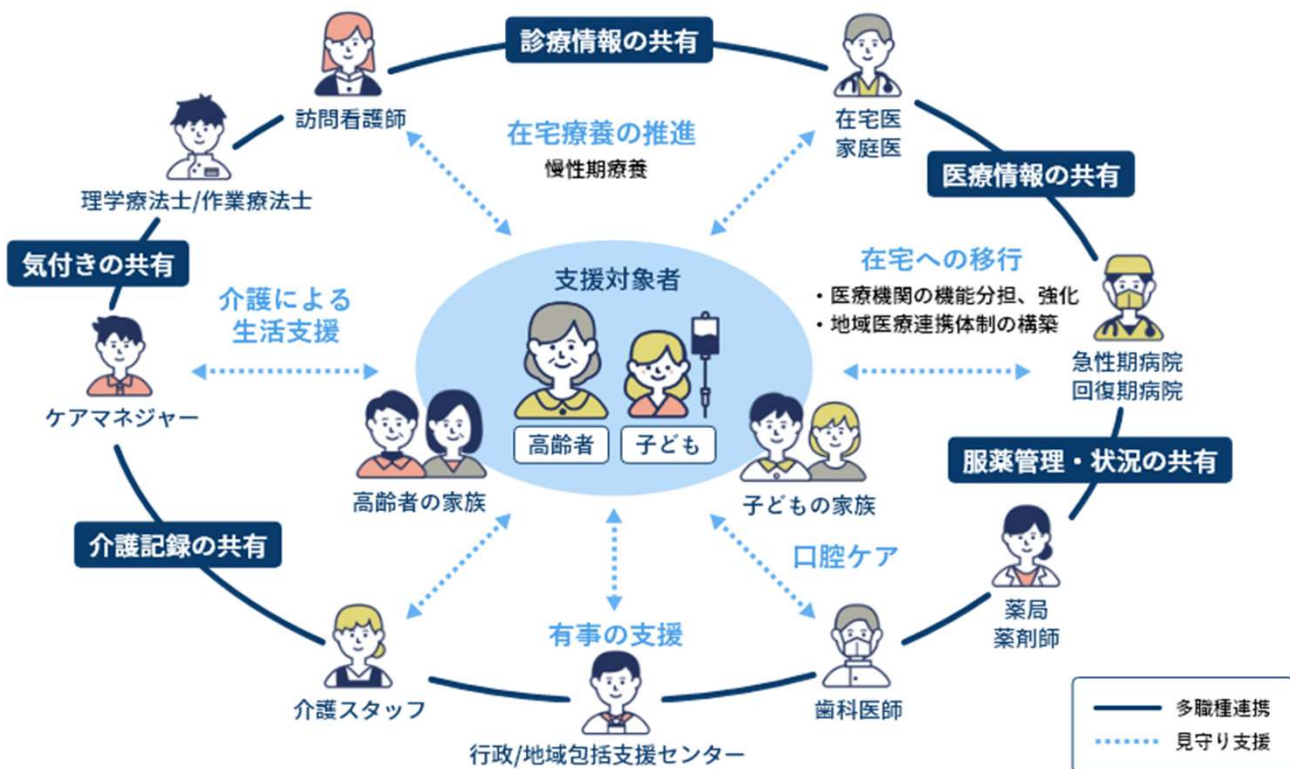 診療情報の共有
訪問看護師
在宅医
家庭医
在宅療養の推進
慢性期療養
医療情報の共有
理学療法士/作業療法士
気付きの共有
支援対象者
在宅への移行
・医療機関の機能分担、強化
・地域医療連携体制の構築
介護による
生活支援
急性期病院
回復期病院
ケアマネジャー
高齢者
子ども
服薬管理・状況の共有
高齢者の家族
子どもの家族
介護記録の共有
口腔ケア
薬局
薬剤師
有事の支援
介護スタッフ
歯科医師
行政/地域包括支援センター
多職種連携
見守り支援